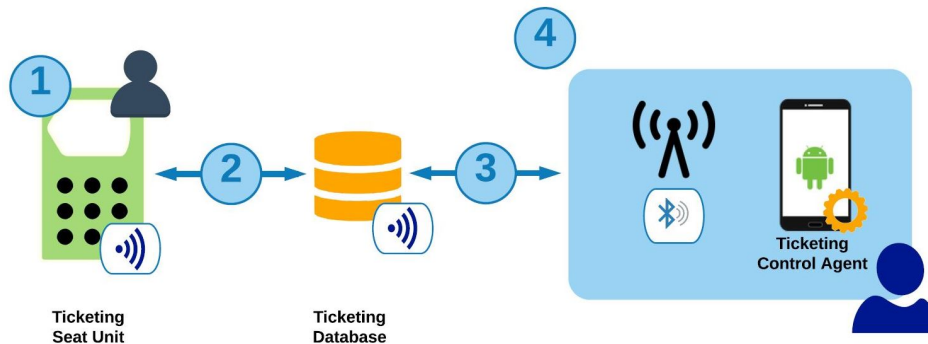 4
1
2
3
Ticketing
Control Agent
Ticketing
Seat Unit
Ticketing
Database